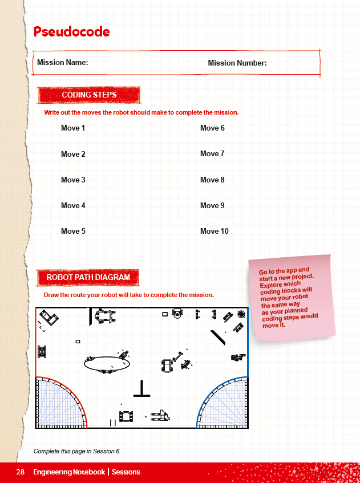 Pseudocode
Mission Name:
Mission Number:
CODING STEPS
Write out the moves the robot should make to complete the mission.
Move 1
Move 6
Move 2
Move 7
Move 3
Move 8
Move 4
Move 9
Move 5
Move 10
Go to the app and
start a new project.
Explore which
coding blocks will
move your robot
the same way
as your planned
coding steps would
move it.
ROBOT PATH DIAGRAM
Draw the route your robot will take to complete the mission.
Complete this page in Session 6.
28 Engineering Notebook | Sessions